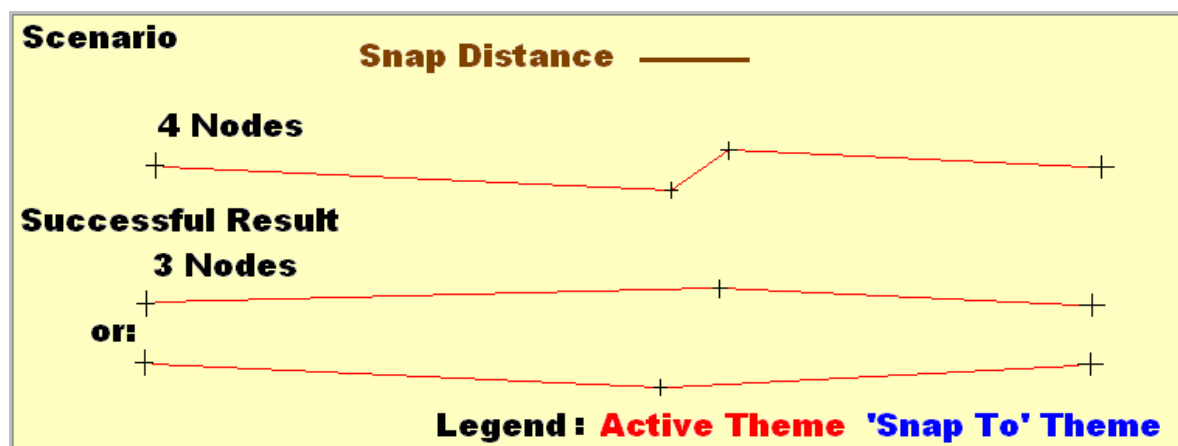 Scenario
Snap Distance
4 Nodes
Successful Result
3 Nodes
or:
Legend : Active Theme 'Snap To' Theme